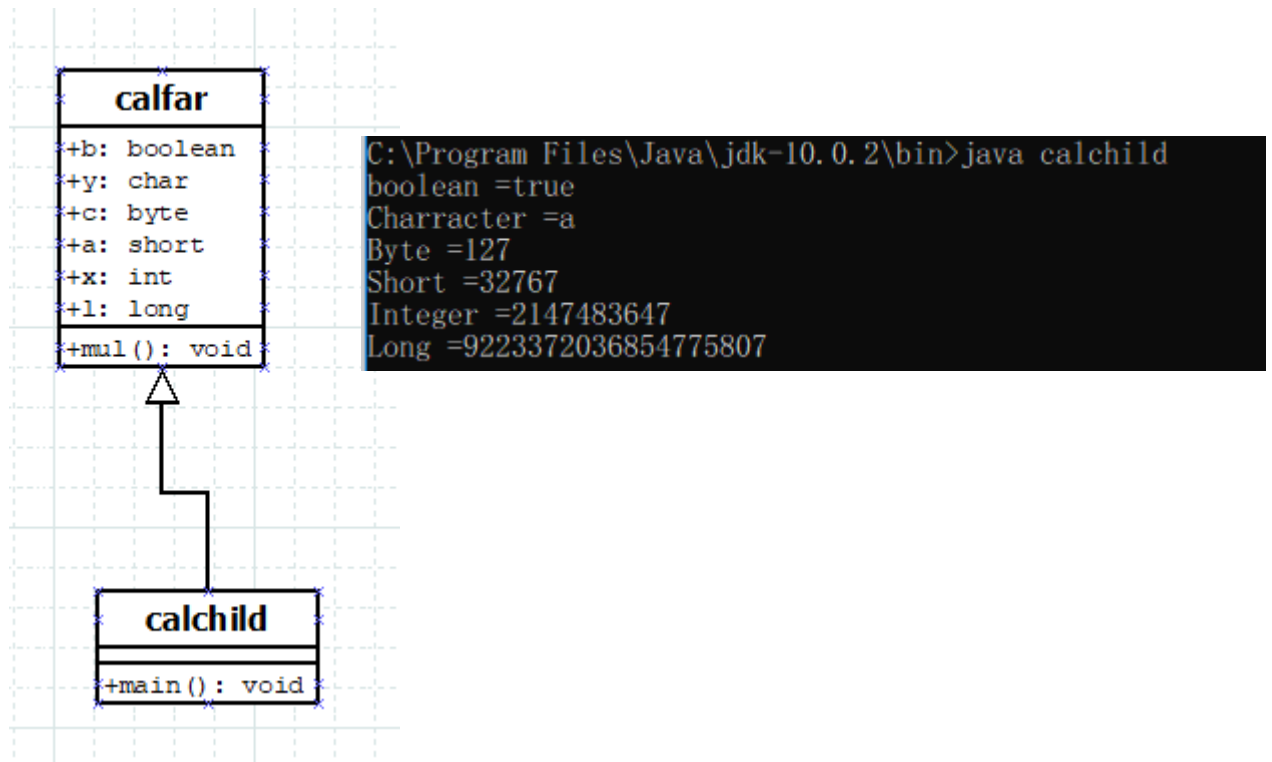 calfar
+b: boolean
+y: char
+c: byte
+a: short
+x: int
+l: long
+mul(): void
calchild
+main(): void
C:\Program Files\Java\jdk-10.0.2\bin>java calchild
boolean =true
Charracter =a
Byte =127
Short =32767
Integer =2147483647
Long =9223372036854775807